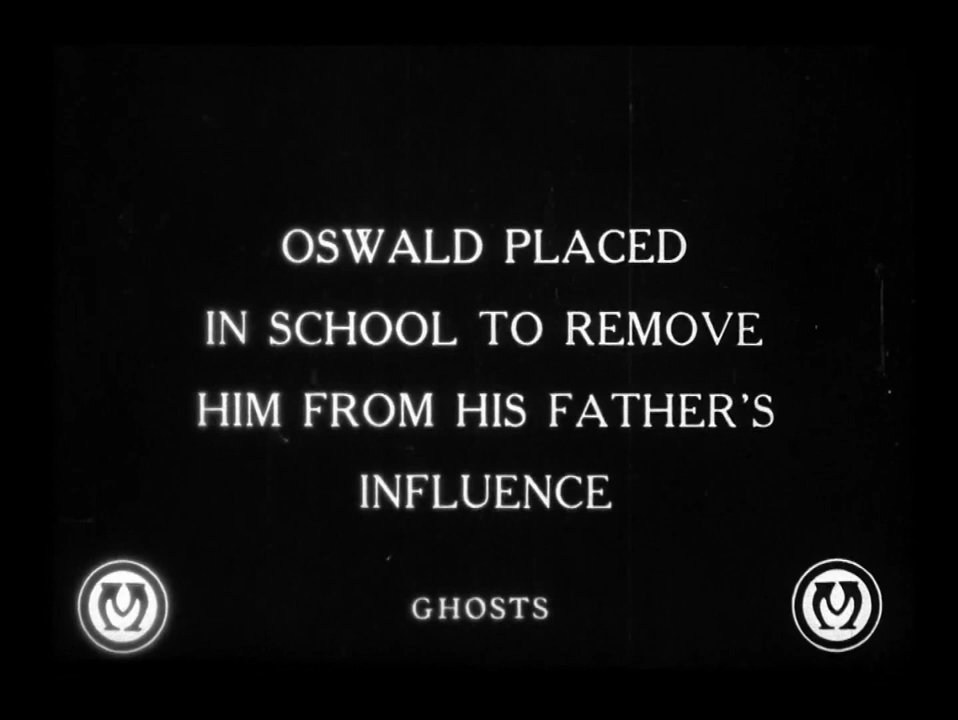 OSWALD PLACED
IN SCHOOL TO REMOVE
HIM FROM HIS FATHER'S
INFLUENCE
GHOSTS